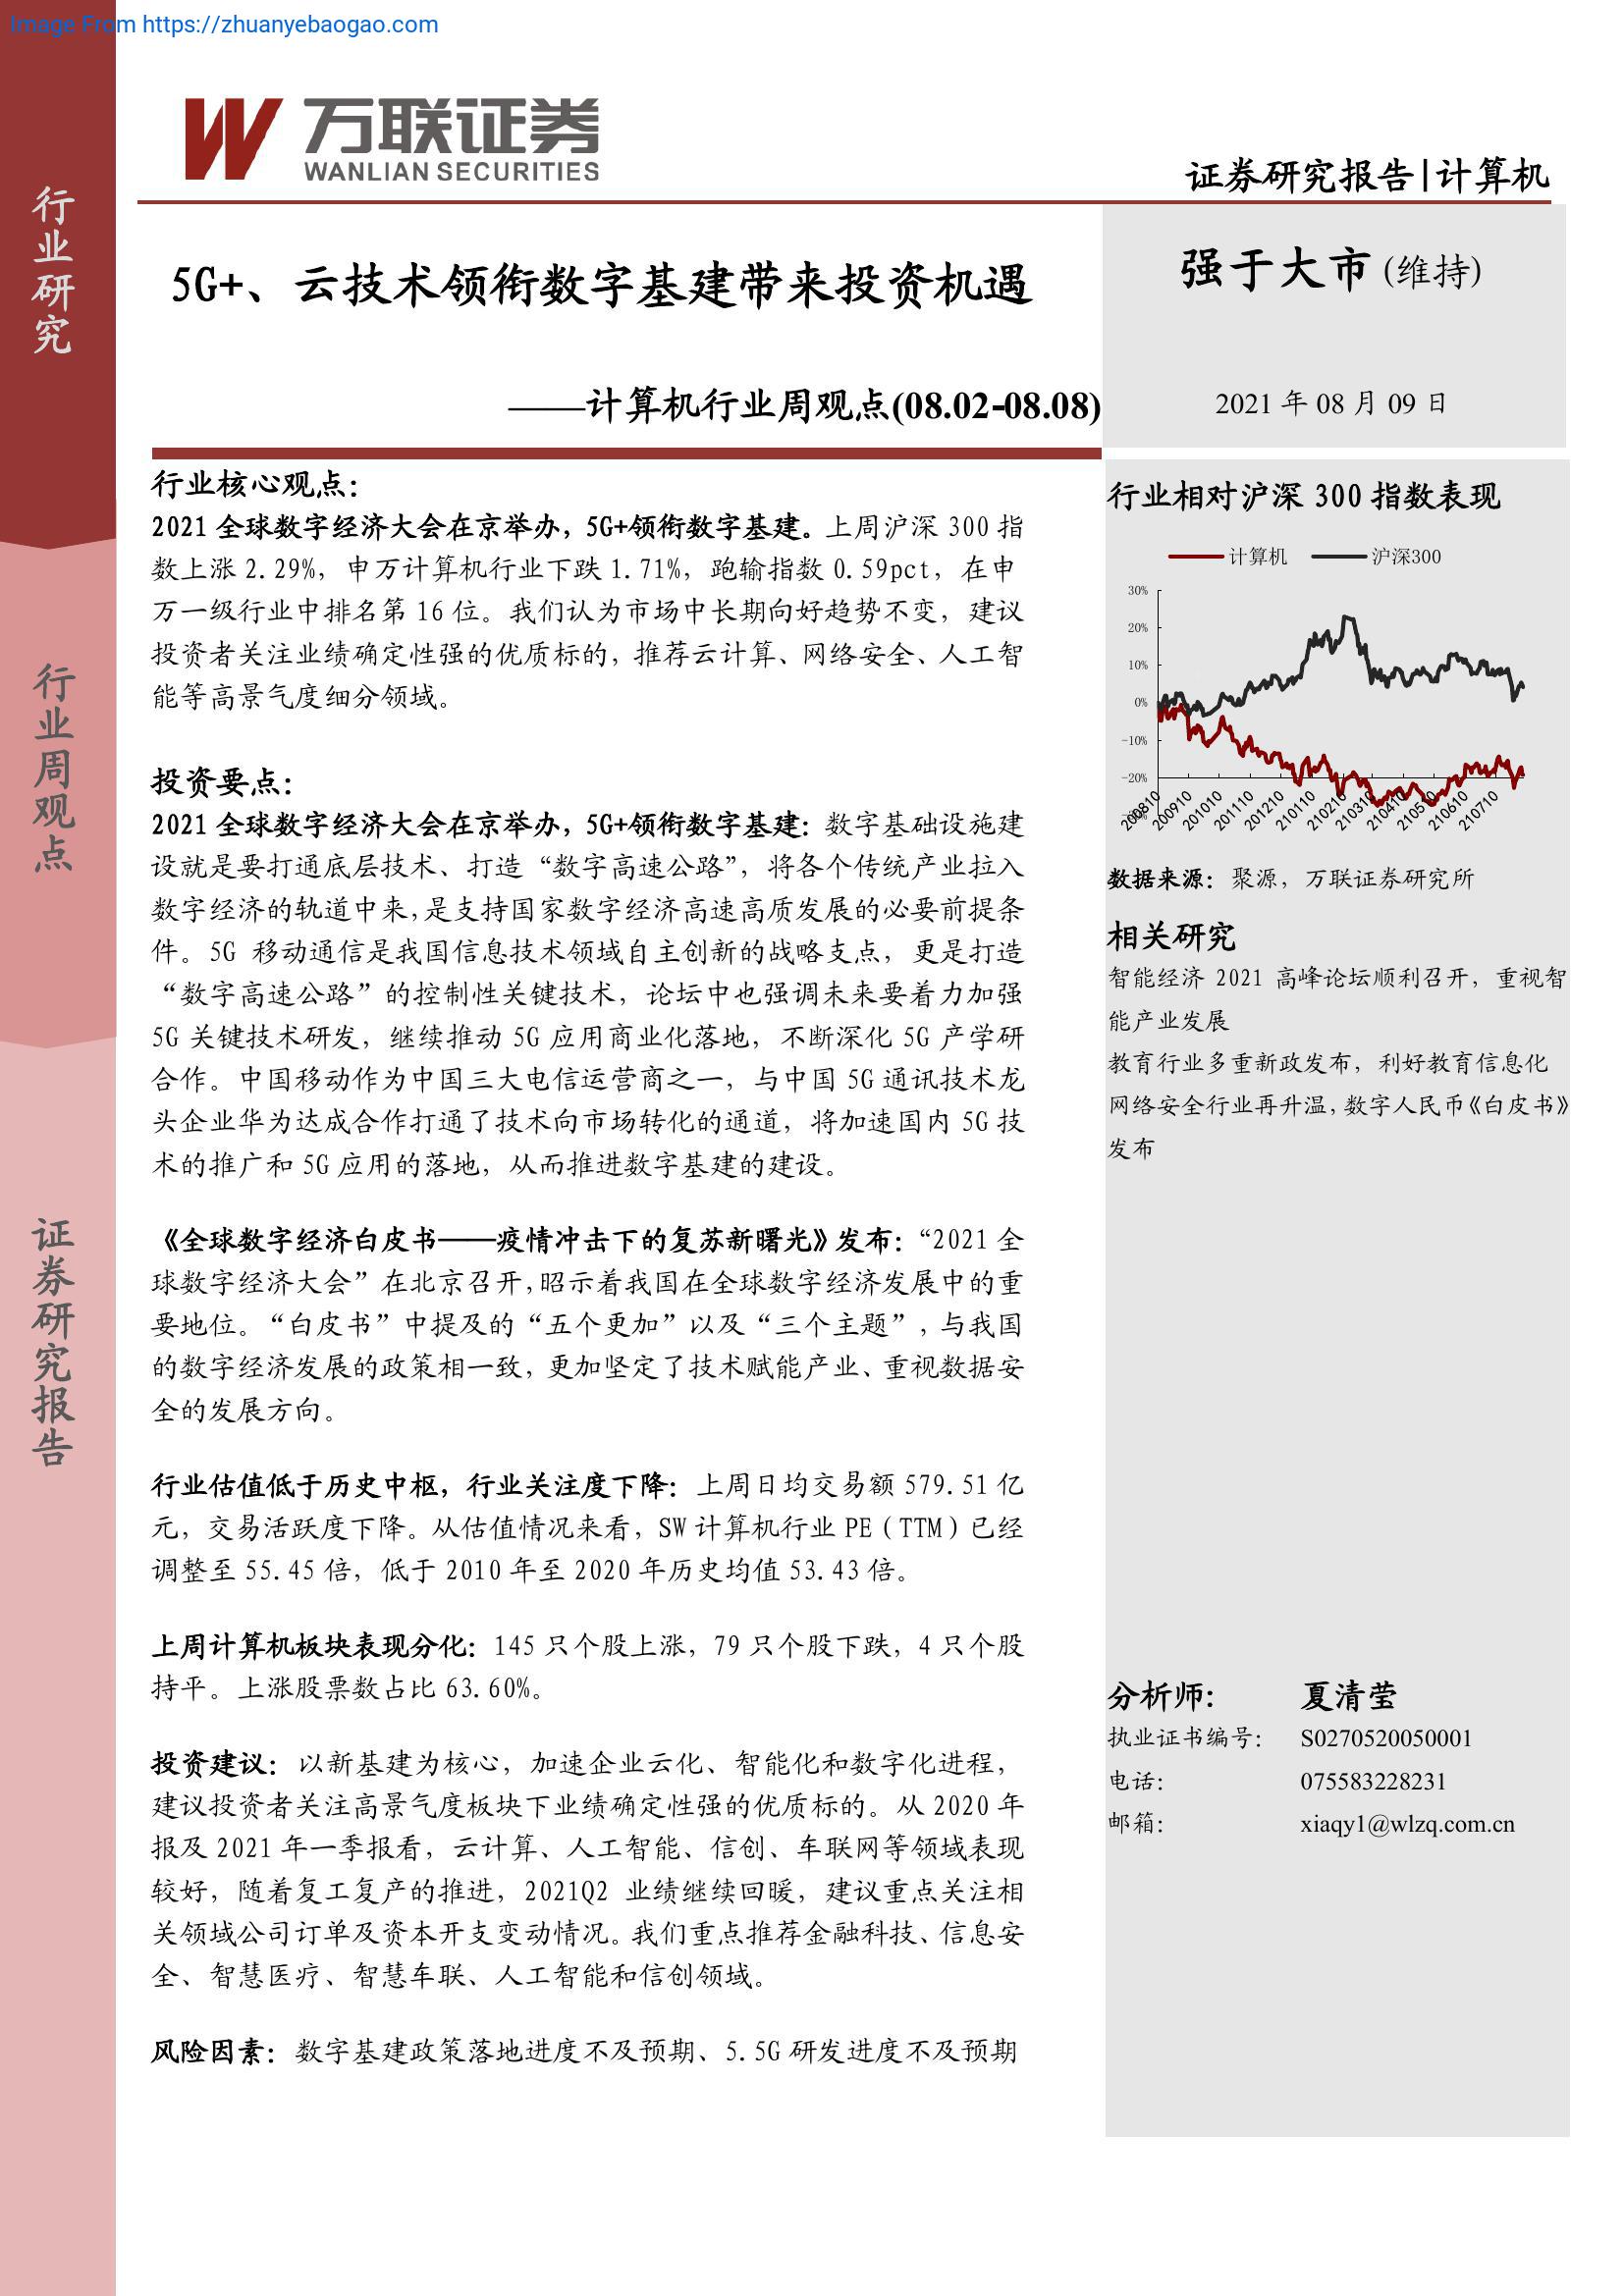 Image From https://zhuanyebaogao.com
万联证券
WANLIAN SECURITIES
证券研究报告|计算机
行业研究
行业周观点
证券研究报告
5G+、云技术领衔数字基建带来投资机遇
——计算机行业周观点(08.02-08.08)
强于大市 (维持)
2021 年 08 月 09 日
行业核心观点:
2021 全球数字经济大会在京举办, 5G+领衔数字基建。上周沪深 300 指
数上涨 2.29%, 申万计算机行业下跌 1.71%, 跑输指数 0.59pct, 在申
万一级行业中排名第 16 位。我们认为市场中长期向好趋势不变, 建议
投资者关注业绩确定性强的优质标的, 推荐云计算、网络安全、人工智
能等高景气度细分领域。
投资要点:
2021 全球数字经济大会在京举办, 5G+领衔数字基建: 数字基础设施建
设就是要打通底层技术、打造“数字高速公路”, 将各个传统产业拉入
数字经济的轨道中来, 是支持国家数字经济高速高质发展的必要前提条
件。5G 移动通信是我国信息技术领域自主创新的战略支点, 更是打造
“数字高速公路”的控制性关键技术, 论坛中也强调未来要着力加强
5G 关键技术研发, 继续推动 5G 应用商业化落地, 不断深化 5G 产学研
合作。中国移动作为中国三大电信运营商之一, 与中国 5G 通讯技术龙
头企业华为达成合作打通了技术向市场转化的通道, 将加速国内 5G 技
术的推广和 5G 应用的落地, 从而推进数字基建的建设。
《全球数字经济白皮书——疫情冲击下的复苏新曙光》发布: “2021 全
球数字经济大会”在北京召开, 昭示着我国在全球数字经济发展中的重
要地位。“白皮书”中提及的“五个更加”以及“三个主题”, 与我国
的数字经济发展的政策相一致, 更加坚定了技术赋能产业、重视数据安
全的发展方向。
行业估值低于历史中枢, 行业关注度下降: 上周日均交易额 579.51 亿
元, 交易活跃度下降。从估值情况来看, SW 计算机行业 PE（TTM）已经
调整至 55.45 倍, 低于 2010 年至 2020 年历史均值 53.43 倍。
上周计算机板块表现分化: 145 只个股上涨, 79 只个股下跌, 4 只个股
持平。上涨股票数占比 63.60%。
投资建议: 以新基建为核心, 加速企业云化、智能化和数字化进程,
建议投资者关注高景气度板块下业绩确定性强的优质标的。从 2020 年
报及 2021 年一季报看, 云计算、人工智能、信创、车联网等领域表现
较好, 随着复工复产的推进, 2021Q2 业绩继续回暖, 建议重点关注相
关领域公司订单及资本开支变动情况。我们重点推荐金融科技、信息安
全、智慧医疗、智慧车联、人工智能和信创领域。
风险因素: 数字基建政策落地进度不及预期、5.5G 研发进度不及预期
行业相对沪深 300 指数表现
计算机 沪深300
30%
20%
10%
0%
-10%
-20%
200810 200910 201010 201110 201210 210110 210210 210310 210410 210510 210610 210710
数据来源: 聚源, 万联证券研究所
相关研究
智能经济 2021 高峰论坛顺利召开, 重视智
能产业发展
教育行业多重新政发布, 利好教育信息化
网络安全行业再升温, 数字人民币《白皮书》
发布
分析师: 夏清莹
执业证书编号: S0270520050001
电话: 075583228231
邮箱: xiaqy1@wlzq.com.cn